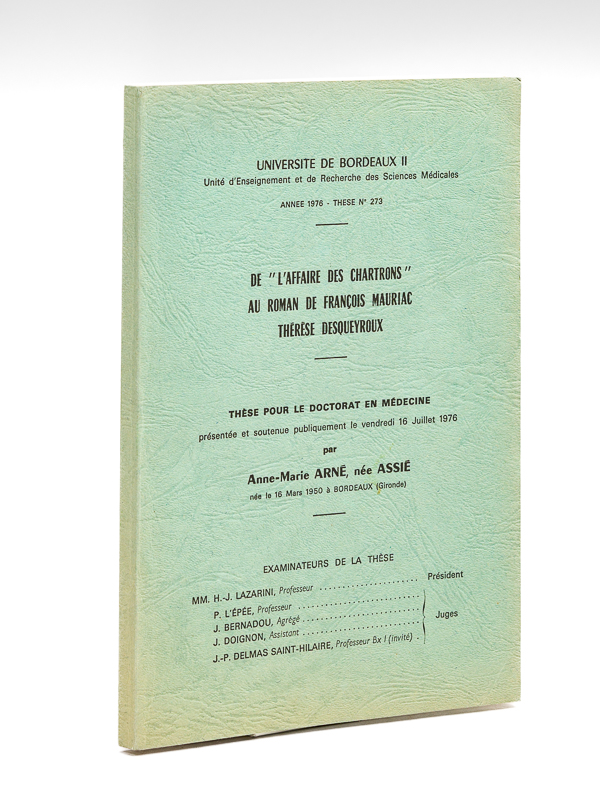 UNIVERSITE DE BORDEAUX II
Unité d'Enseignement et de Recherche des Sciences Médicales
ANNEE 1976 - THESE N° 273
DE "L'AFFAIRE DES CHARTRONS"
AU ROMAN DE FRANÇOIS MAURIAC
THÉRÈSE DESQUEYROUX
THÈSE POUR LE DOCTORAT EN MÉDECINE
présentée et soutenue publiquement le vendredi 16 Juillet 1976
par
Anne-Marie ARNÉ, née ASSIÉ
née le 16 Mars 1950 à BORDEAUX (Gironde)
EXAMINATEURS DE LA THÈSE
MM. H.-J. LAZARINI, Professeur ..................... Président
P. L'ÉPÉE, Professeur .........................
J. BERNADOU, Agrégé ........................ Juges
J. DOIGNON, Assistant ........................
J.-P. DELMAS SAINT-HILAIRE, Professeur Bx I (invité) .